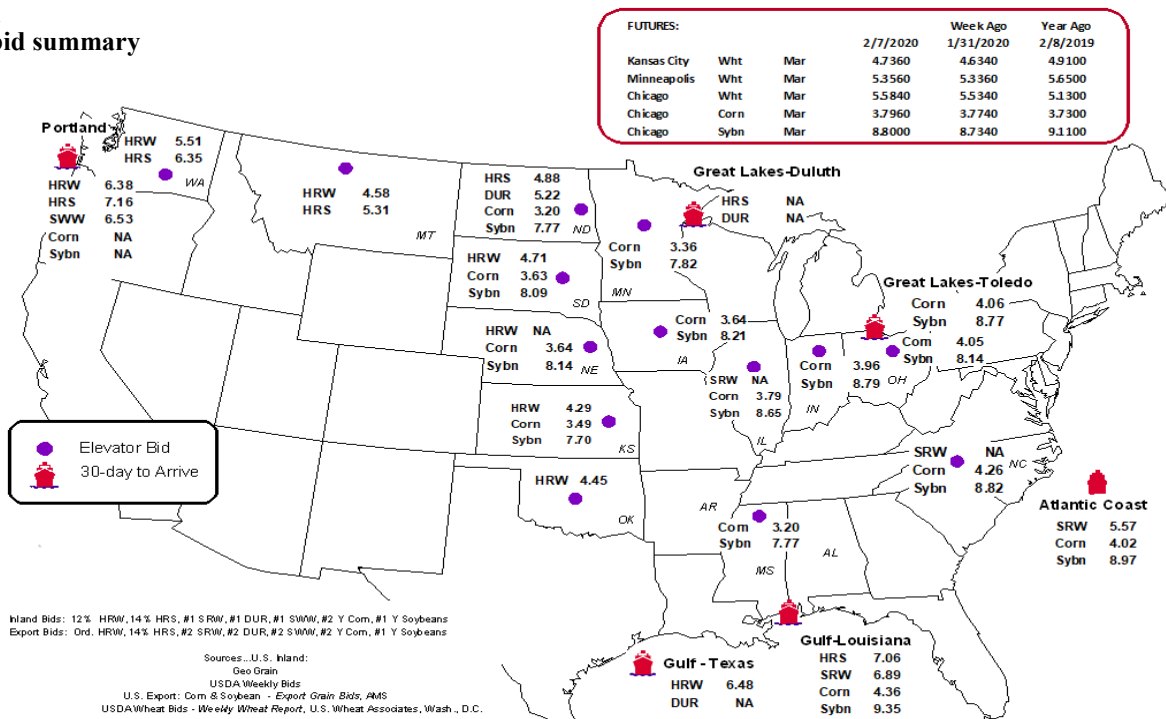 bid summary
FUTURES: Week Ago Year Ago
2/7/2020 1/31/2020 2/8/2019
Kansas City Wht Mar 4.7360 4.6340 4.9100
Minneapolis Wht Mar 5.3560 5.3360 5.6500
Chicago Wht Mar 5.5840 5.5340 5.1300
Chicago Corn Mar 3.7960 3.7740 3.7300
Chicago Sybn Mar 8.8000 8.7340 9.1100
Portland
HRW 5.51
HRS 6.35
WA
HRW 6.38
HRS 7.16
SWW 6.53
Corn NA
Sybn NA
HRW 4.58
HRS 5.31
MT
HRS 4.88
DUR 5.22
Corn 3.20
Sybn 7.77 ND
HRW 4.71
Corn 3.63
Sybn 8.09
SD
HRW NA
Corn 3.64
Sybn 8.14 NE
HRW 4.29
Corn 3.49
Sybn 7.70
KS
HRW 4.45
OK
Great Lakes-Duluth
HRS NA
DUR NA
Corn 3.36
Sybn 7.82
MN
Corn 3.64
Sybn 8.21
IA
SRW NA
Corn 3.79
Sybn 8.65
IL
Great Lakes-Toledo
Corn 4.06
Sybn 8.77
Corn 4.05
Sybn 8.14
OH
Corn 3.96
Sybn 8.79
IN
SRW NA
Corn 4.26
Sybn 8.82
NC
Atlantic Coast
SRW 5.57
Corn 4.02
Sybn 8.97
AR
Corn 3.20
Sybn 7.77
MS
AL
Gulf-Louisiana
HRS 7.06
SRW 6.89
Corn 4.36
Sybn 9.35
Gulf - Texas
HRW 6.48
DUR NA
Elevator Bid
30-day to Arrive
Inland Bids: 12% HRW, 14% HRS, #1 SRW, #1 DUR, #1 SWW, #2 Y Corn, #1 Y Soybeans
Export Bids: Ord. HRW, 14% HRS, #2 SRW, #2 DUR, #2 SWW, #2 Y Corn, #1 Y Soybeans
Sources...U.S. Inland:
Geo Grain
USDA Weekly Bids
U.S. Export: Corn & Soybean - Export Grain Bids, AMS
USDA Wheat Bids - Weekly Wheat Report, U.S. Wheat Associates, Wash., D.C.